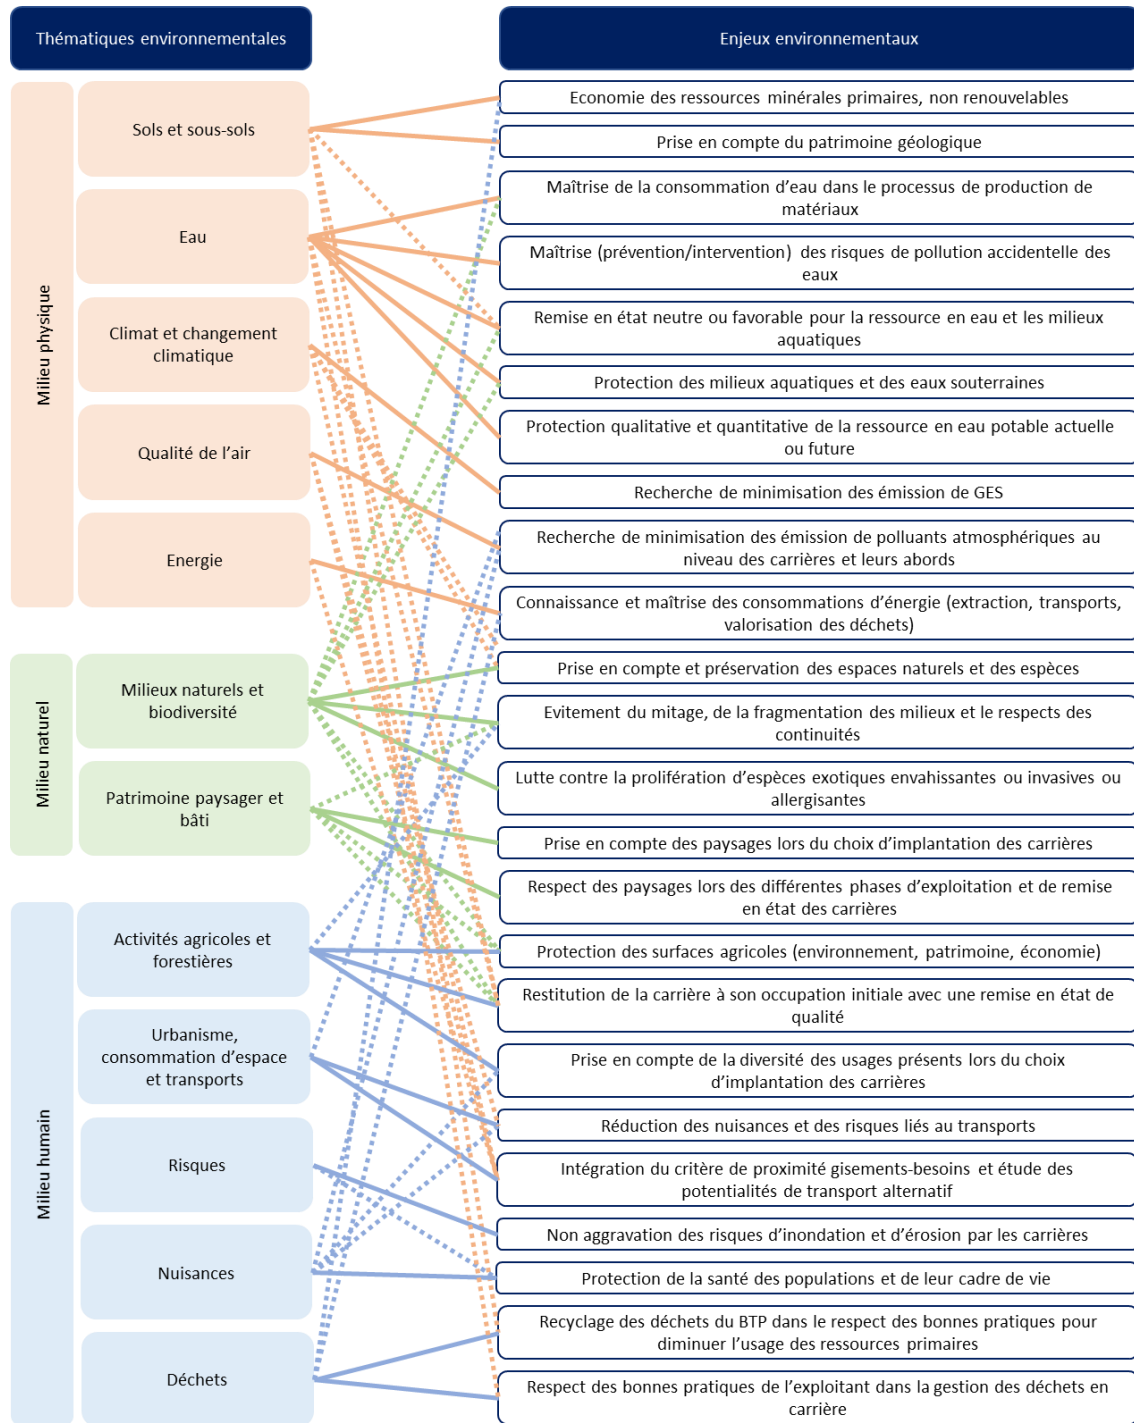 Thématiques environnementales
Enjeux environnementaux
Milieu physique
Sols et sous-sols
Eau
Climat et changement
climatique
Qualité de l’air
Energie
Milieu naturel
Milieux naturels et
biodiversité
Patrimoine paysager et
bâti
Milieu humain
Activités agricoles et
forestières
Urbanisme,
consommation d’espace
et transports
Risques
Nuisances
Déchets
Economie des ressources minérales primaires, non renouvelables
Prise en compte du patrimoine géologique
Maîtrise de la consommation d’eau dans le processus de production de
matériaux
Maîtrise (prévention/intervention) des risques de pollution accidentelle des
eaux
Remise en état neutre ou favorable pour la ressource en eau et les milieux
aquatiques
Protection des milieux aquatiques et des eaux souterraines
Protection qualitative et quantitative de la ressource en eau potable actuelle
ou future
Recherche de minimisation des émission de GES
Recherche de minimisation des émission de polluants atmosphériques au
niveau des carrières et leurs abords
Connaissance et maîtrise des consommations d’énergie (extraction, transports,
valorisation des déchets)
Prise en compte et préservation des espaces naturels et des espèces
Evitement du mitage, de la fragmentation des milieux et le respects des
continuités
Lutte contre la prolifération d’espèces exotiques envahissantes ou invasives ou
allergisantes
Prise en compte des paysages lors du choix d’implantation des carrières
Respect des paysages lors des différentes phases d’exploitation et de remise
en état des carrières
Protection des surfaces agricoles (environnement, patrimoine, économie)
Restitution de la carrière à son occupation initiale avec une remise en état de
qualité
Prise en compte de la diversité des usages présents lors du choix
d’implantation des carrières
Réduction des nuisances et des risques liés au transports
Intégration du critère de proximité gisements-besoins et étude des
potentialités de transport alternatif
Non aggravation des risques d’inondation et d’érosion par les carrières
Protection de la santé des populations et de leur cadre de vie
Recyclage des déchets du BTP dans le respect des bonnes pratiques pour
diminuer l’usage des ressources primaires
Respect des bonnes pratiques de l’exploitant dans la gestion des déchets en
carrière